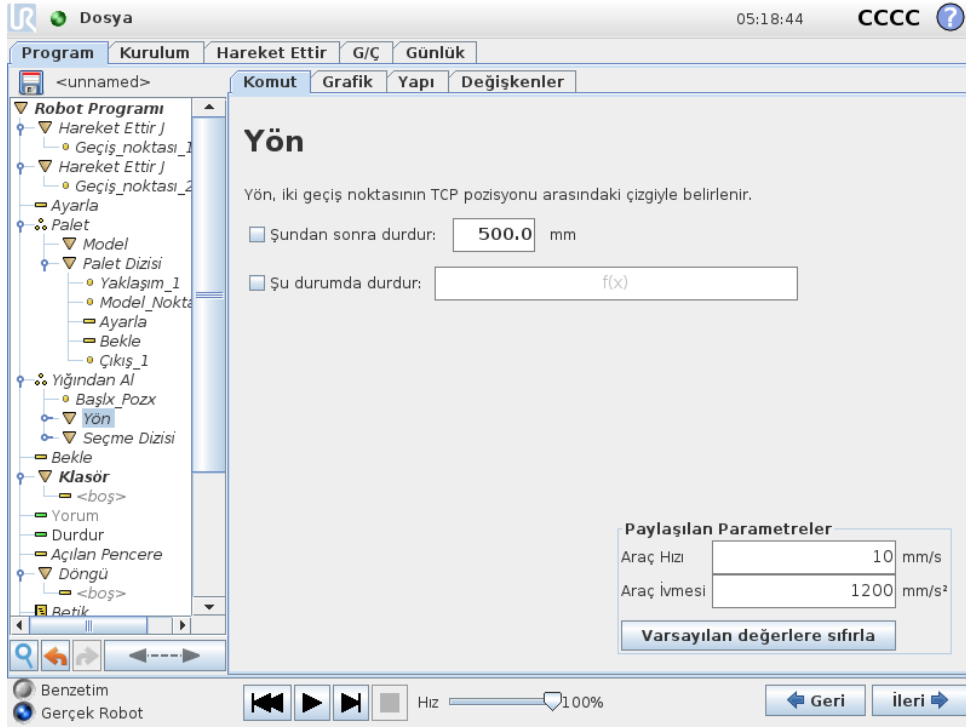 UR Dosya 05:18:44 CCCC ?
Program Kurulum Hareket Ettir G/Ç Günlük
<unnamed>
Komut Grafik Yapı Değişkenler
Robot Programı
Hareket Ettir J
Geçiş_noktası_1
Hareket Ettir J
Geçiş_noktası_2
Ayarla
Palet
Model
Palet Dizisi
Yaklaşım_1
Model_Nokta
Ayarla
Bekle
Çıkış_1
Yığından Al
Başlx_Pozx
Yön
Seçme Dizisi
Bekle
Klasör
<boş>
Yorum
Durdur
Açılan Pencere
Döngü
<boş>
Betik
Yön
Yön, iki geçiş noktasının TCP pozisyonu arasındaki çizgiyle belirlenir.
Şundan sonra durdur: 500.0 mm
Şu durumda durdur: f(x)
Paylaşılan Parametreler
Araç Hızı 10 mm/s
Araç İvmesi 1200 mm/s²
Varsayılan değerlere sıfırla
Benzetim
Gerçek Robot
Hız 100%
Geri İleri